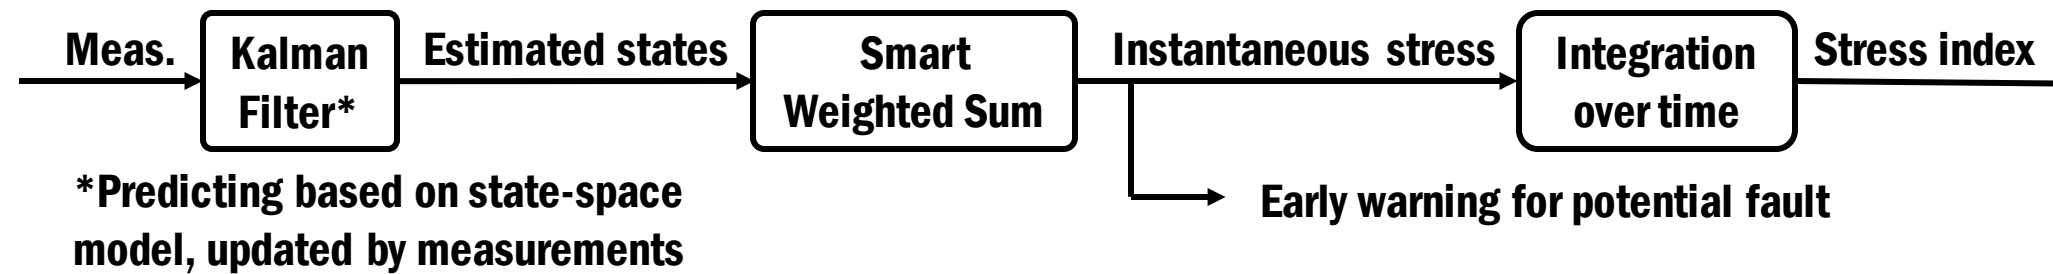 Meas.
Kalman
Filter*
Estimated states
Smart
Weighted Sum
Instantaneous stress
Integration
over time
Stress index
*Predicting based on state-space
model, updated by measurements
Early warning for potential fault